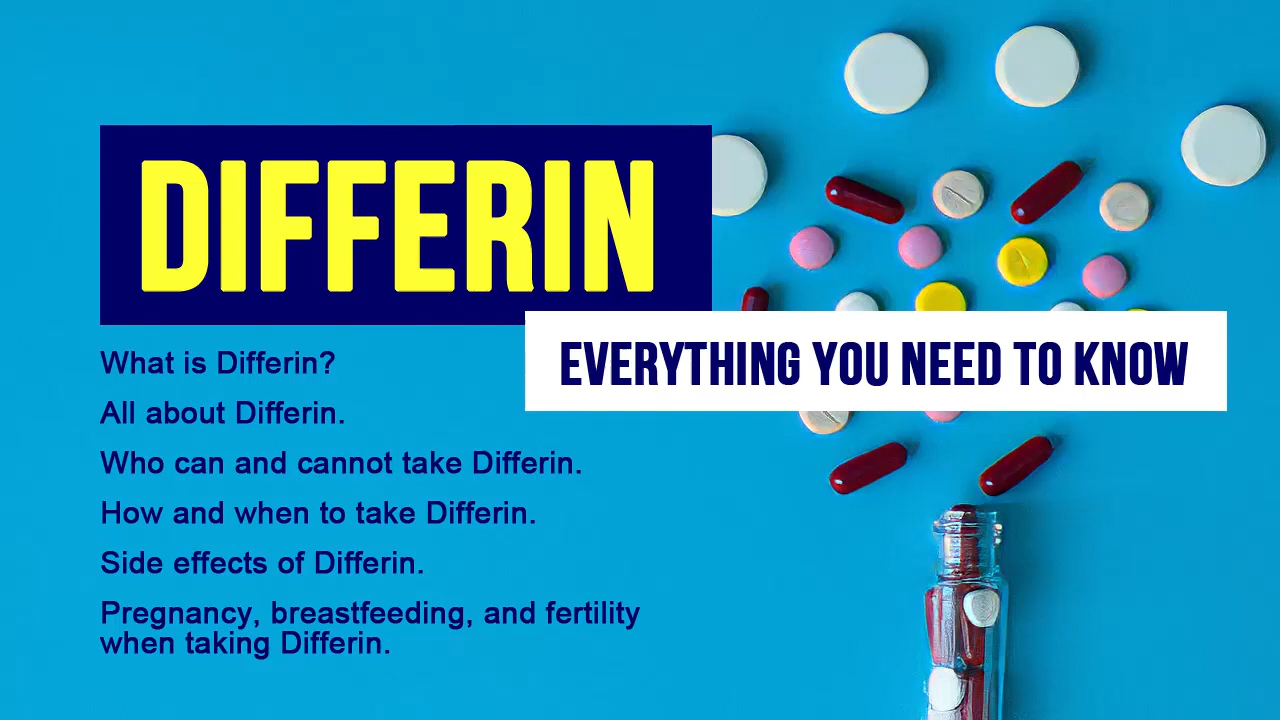 DIFFERIN
EVERYTHING YOU NEED TO KNOW
What is Differin?
All about Differin.
Who can and cannot take Differin.
How and when to take Differin.
Side effects of Differin.
Pregnancy, breastfeeding, and fertility
when taking Differin.